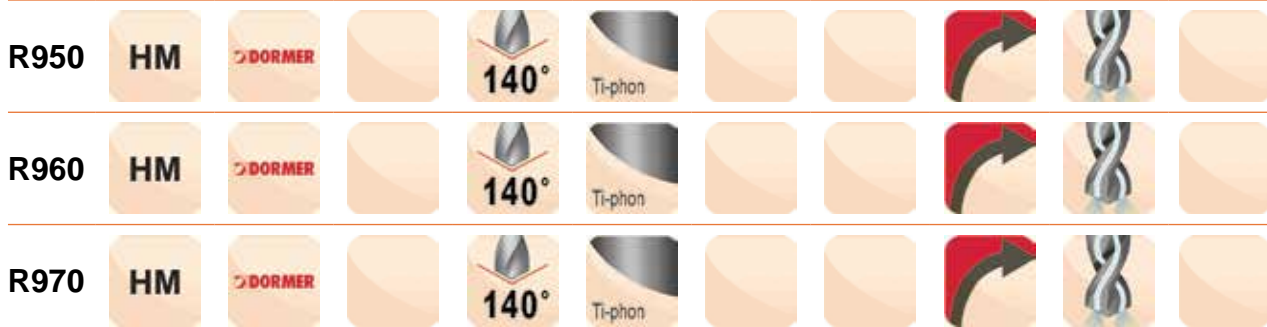 R950 HM DORMER 140° Ti-phon
R960 HM DORMER 140° Ti-phon
R970 HM DORMER 140° Ti-phon